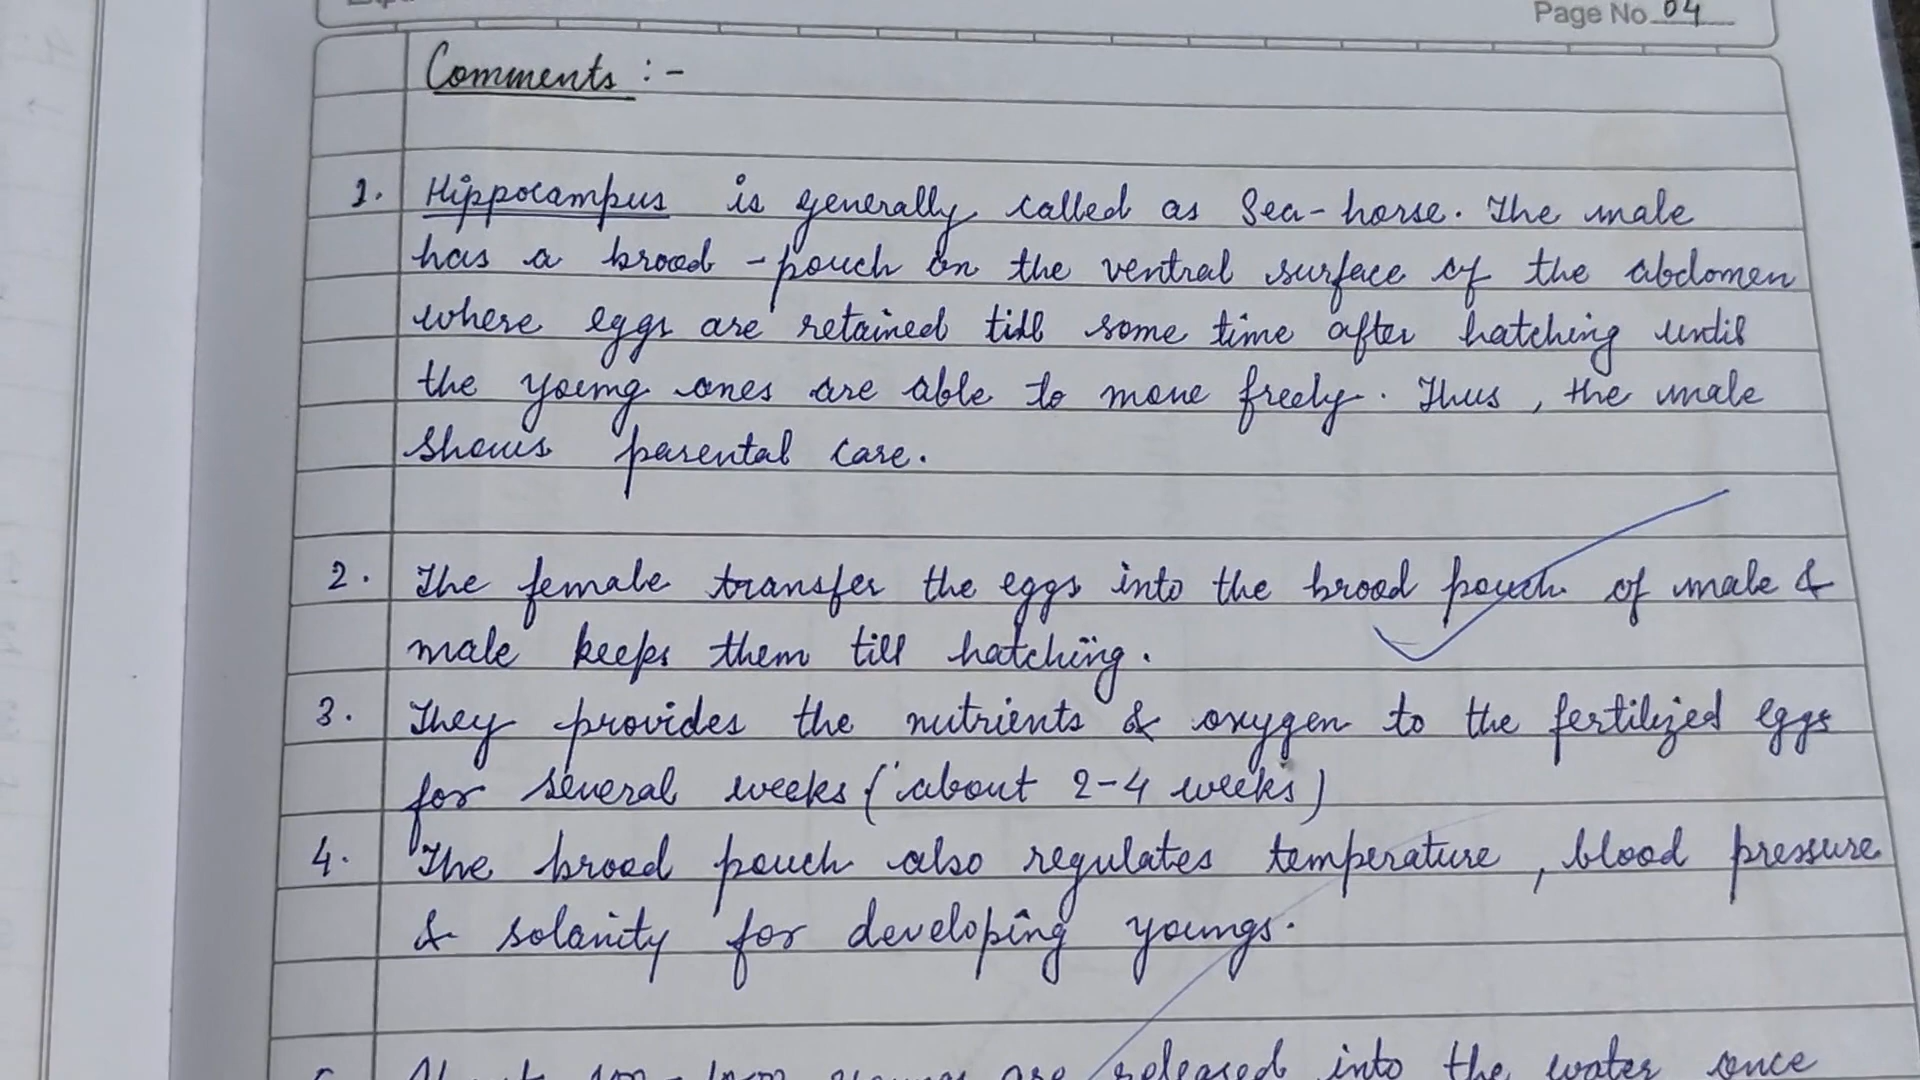 Page No 04
Comments :-
1. Hippocampus is generally called as Sea-horse. The male
has a brood-pouch on the ventral surface of the abdomen
where eggs are retained till some time after hatching until
the young ones are able to move freely. Thus, the male
shows parental care.
2. The female transfer the eggs into the brood pouch of male &
male keeps them till hatching.
3. They provides the nutrients & oxygen to the fertilized eggs
for several weeks (about 2-4 weeks)
4. The brood pouch also regulates temperature, blood pressure
& solanity for developing youngs.
are released into the water once